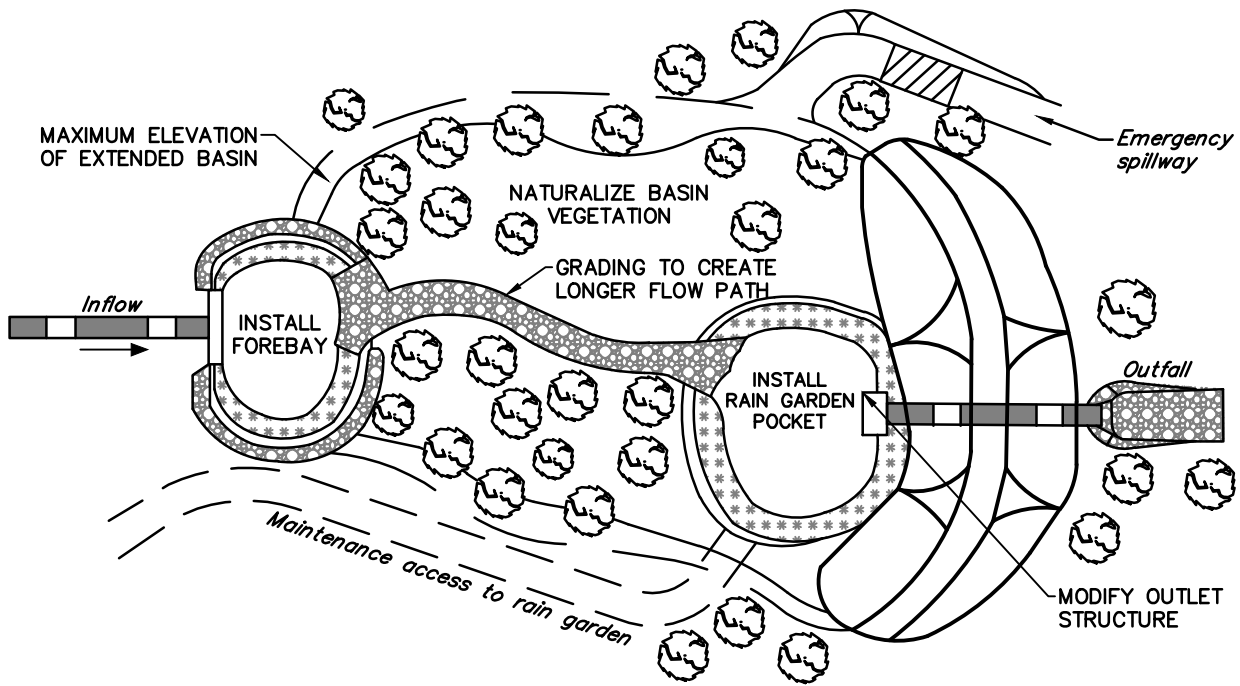 MAXIMUM ELEVATION
OF EXTENDED BASIN
Emergency
spillway
NATURALIZE BASIN
VEGETATION
GRADING TO CREATE
LONGER FLOW PATH
Inflow
INSTALL
FOREBAY
INSTALL
RAIN GARDEN
POCKET
Outfall
Maintenance access to rain garden
MODIFY OUTLET
STRUCTURE